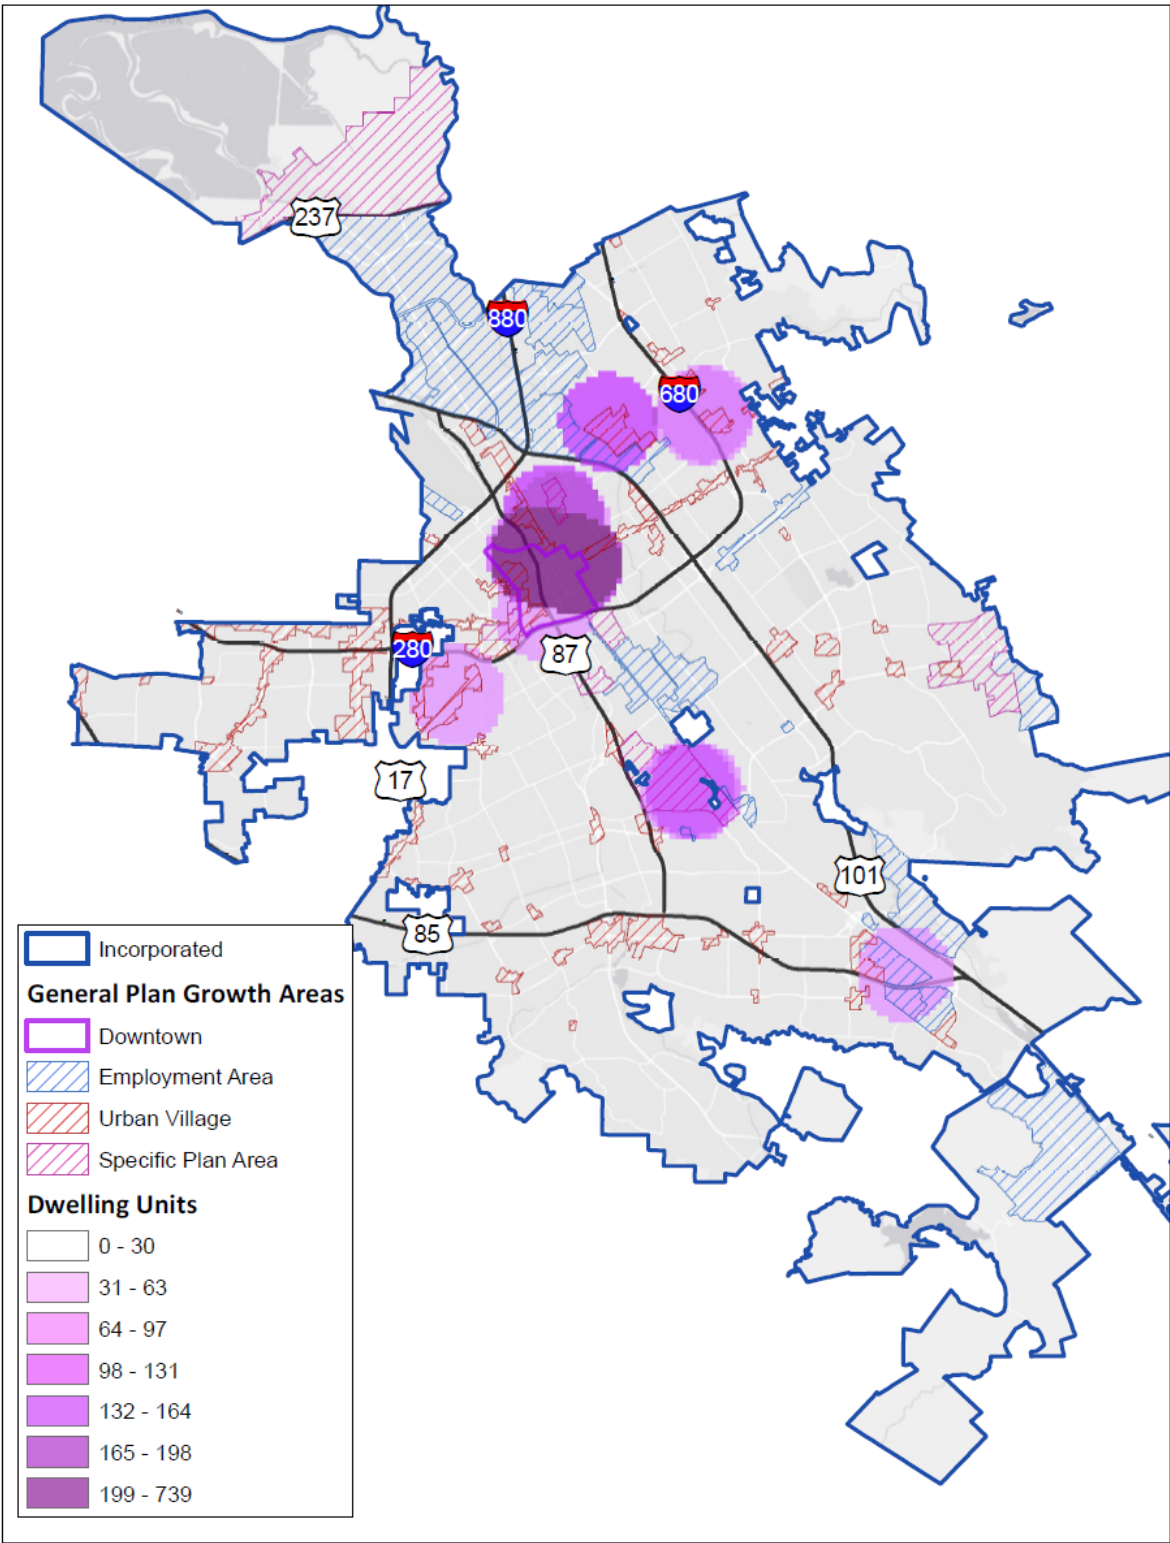 237
880
680
280
87
17
101
85
Incorporated
General Plan Growth Areas
Downtown
Employment Area
Urban Village
Specific Plan Area
Dwelling Units
0 - 30
31 - 63
64 - 97
98 - 131
132 - 164
165 - 198
199 - 739